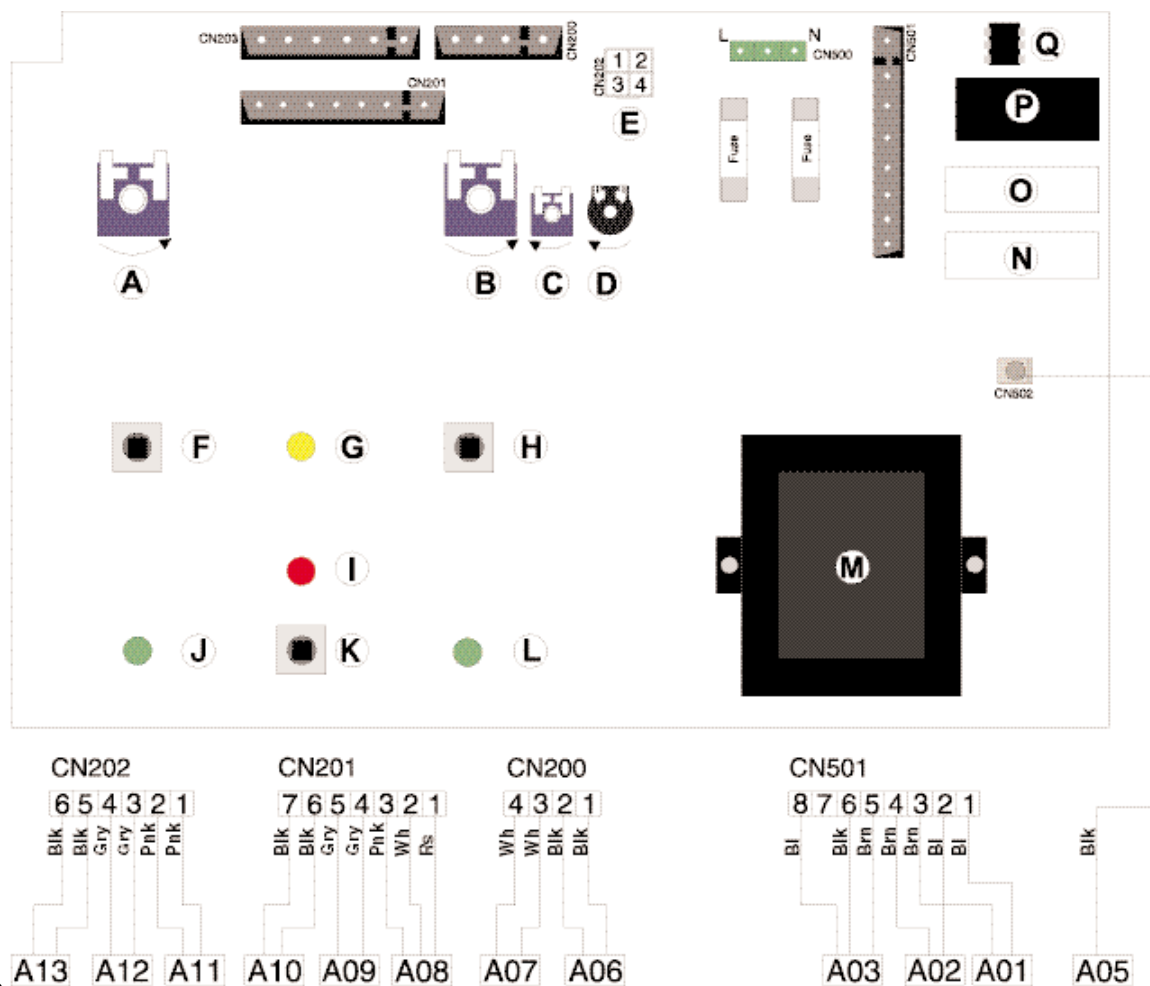 CN203
CN200
CN201
CN202
1 2
3 4
E
L N
CN500
CN501
Q
P
Fuse
Fuse
O
N
A
B
C
D
CN502
F
G
H
I
M
J
K
L
CN202
6 5 4 3 2 1
Blk Blk Gry Gry Pnk Pnk
A13 A12 A11
CN201
7 6 5 4 3 2 1
Blk Blk Gry Gry Pnk Wh Rs
A10 A09 A08
CN200
4 3 2 1
Wh Wh Blk Blk
A07 A06
CN501
8 7 6 5 4 3 2 1
Bl Blk Brn Brn Brn Bl Bl
A03 A02 A01
Blk
A05